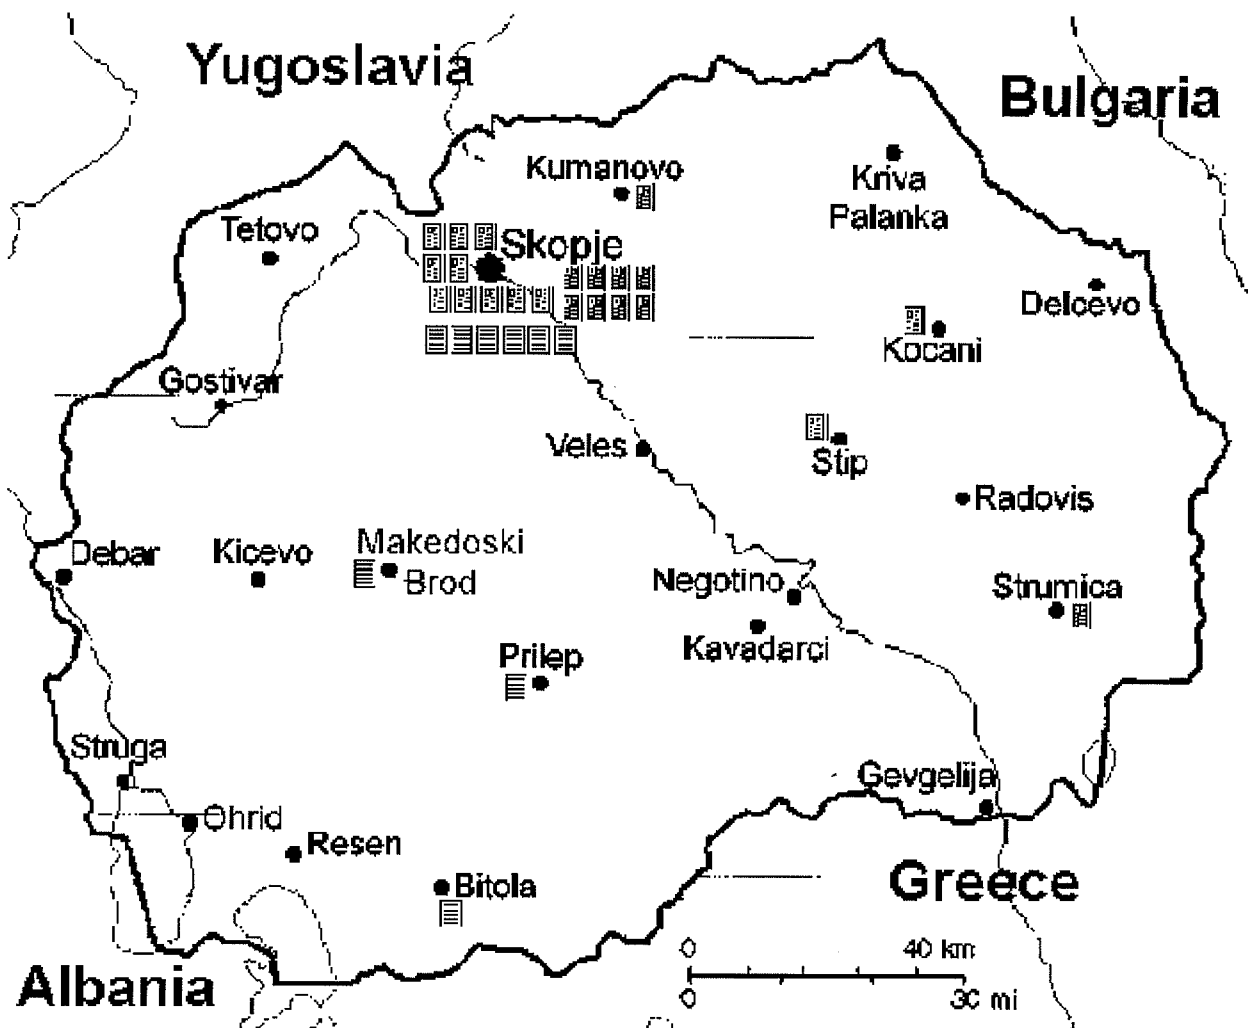 Yugoslavia
Bulgaria
Kumanovo
Kriva
Palanka
Tetovo
Skopje
Delcevo
Kocani
Gostivar
Veles
Stip
Radovis
Debar
Kicevo
Makedoski
Brod
Negotino
Strumica
Kavadarci
Prilep
Struga
Gevgelija
Ohrid
Resen
Bitola
Greece
Albania
0 40 km
0 30 mi